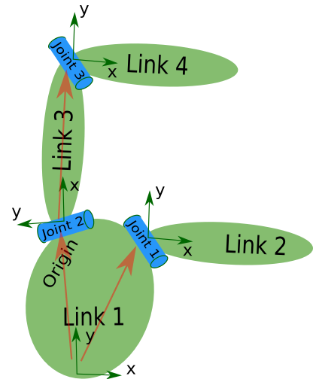 y
Joint 3
x
Link 4
Link 3
x
y
y
Joint 2
Joint 1
x
Link 2
Origin
Link 1
y
x